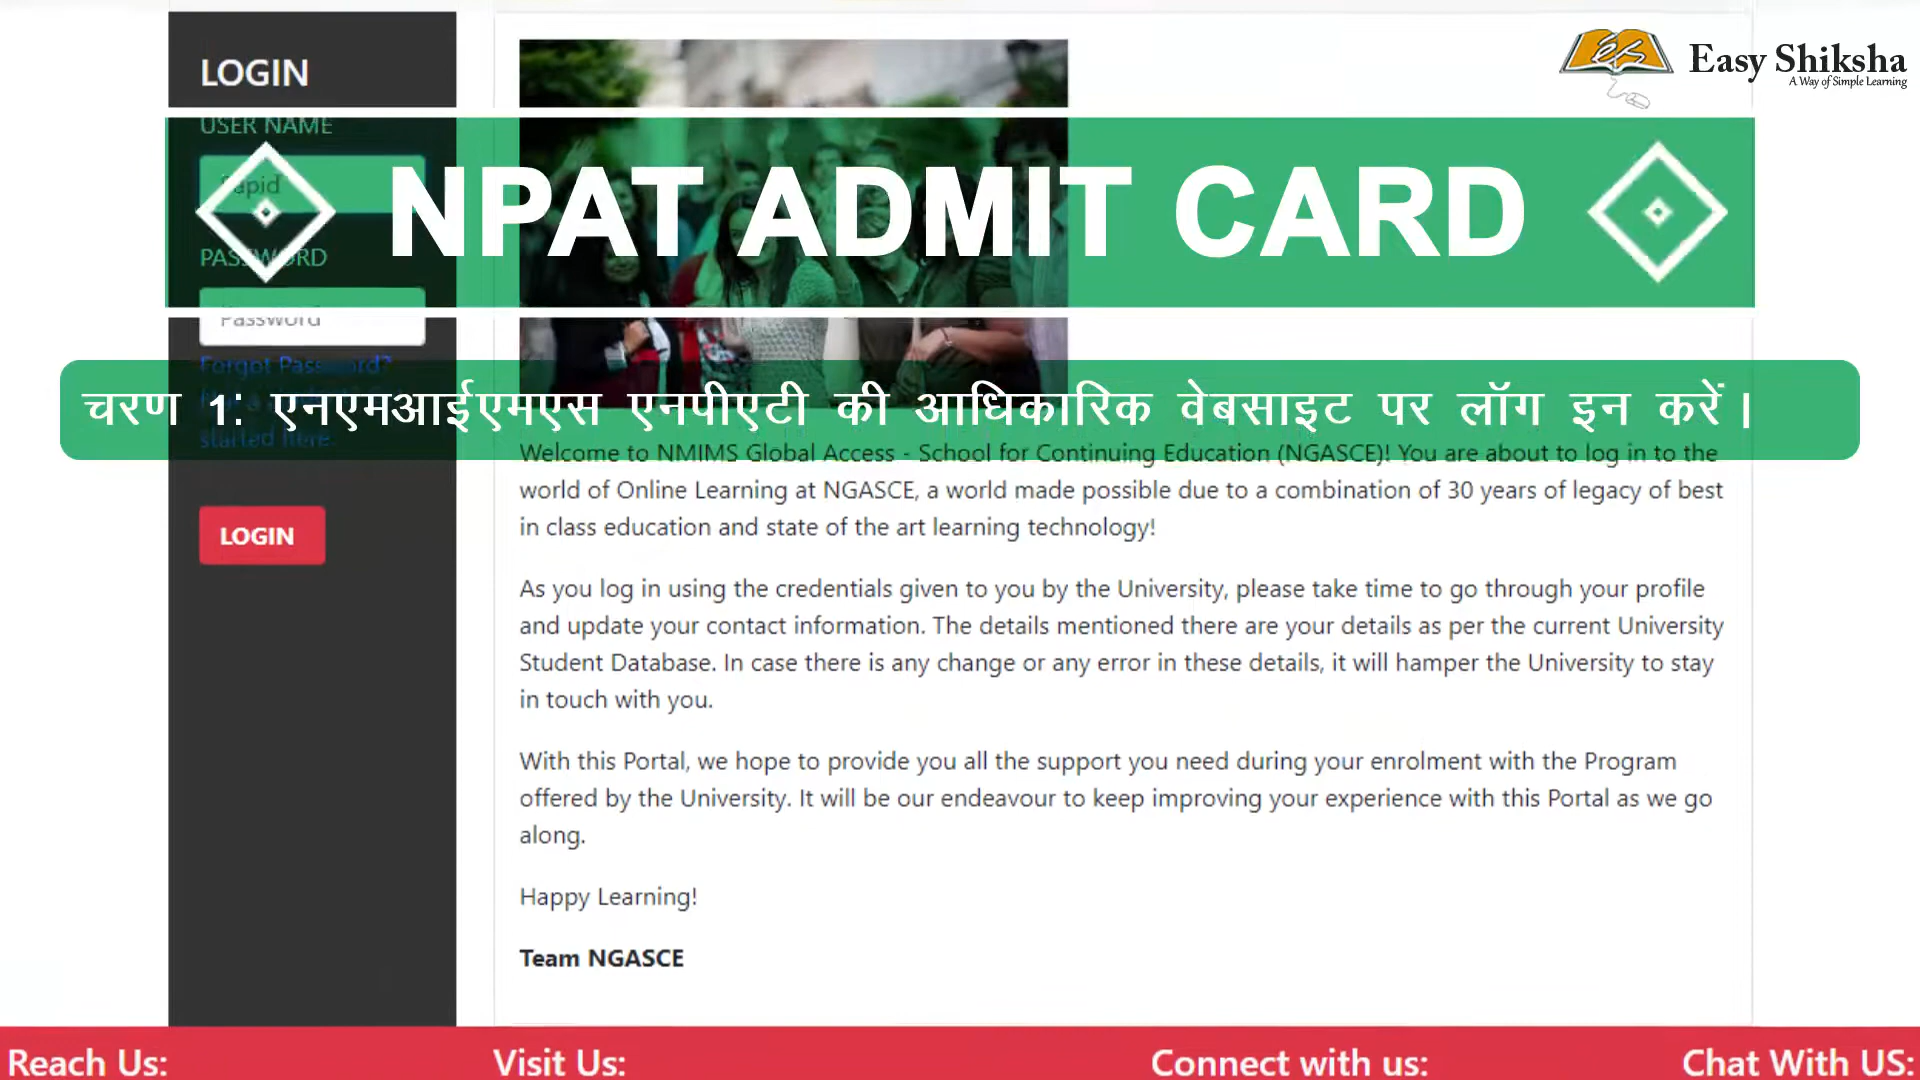 LOGIN
Easy Shiksha
A Way of Simple Learning
USER NAME
NPAT ADMIT CARD
PASSWORD
Password
Forgot Password?
चरण 1: एनएमआईएमएस एनपीएटी की आधिकारिक वेबसाइट पर लॉग इन करें।
started here.
Welcome to NMIMS Global Access - School for Continuing Education (NGASCE)! You are about to log in to the
world of Online Learning at NGASCE, a world made possible due to a combination of 30 years of legacy of best
in class education and state of the art learning technology!
LOGIN
As you log in using the credentials given to you by the University, please take time to go through your profile
and update your contact information. The details mentioned there are your details as per the current University
Student Database. In case there is any change or any error in these details, it will hamper the University to stay
in touch with you.
With this Portal, we hope to provide you all the support you need during your enrolment with the Program
offered by the University. It will be our endeavour to keep improving your experience with this Portal as we go
along.
Happy Learning!
Team NGASCE
Reach Us:
Visit Us:
Connect with us:
Chat With US: